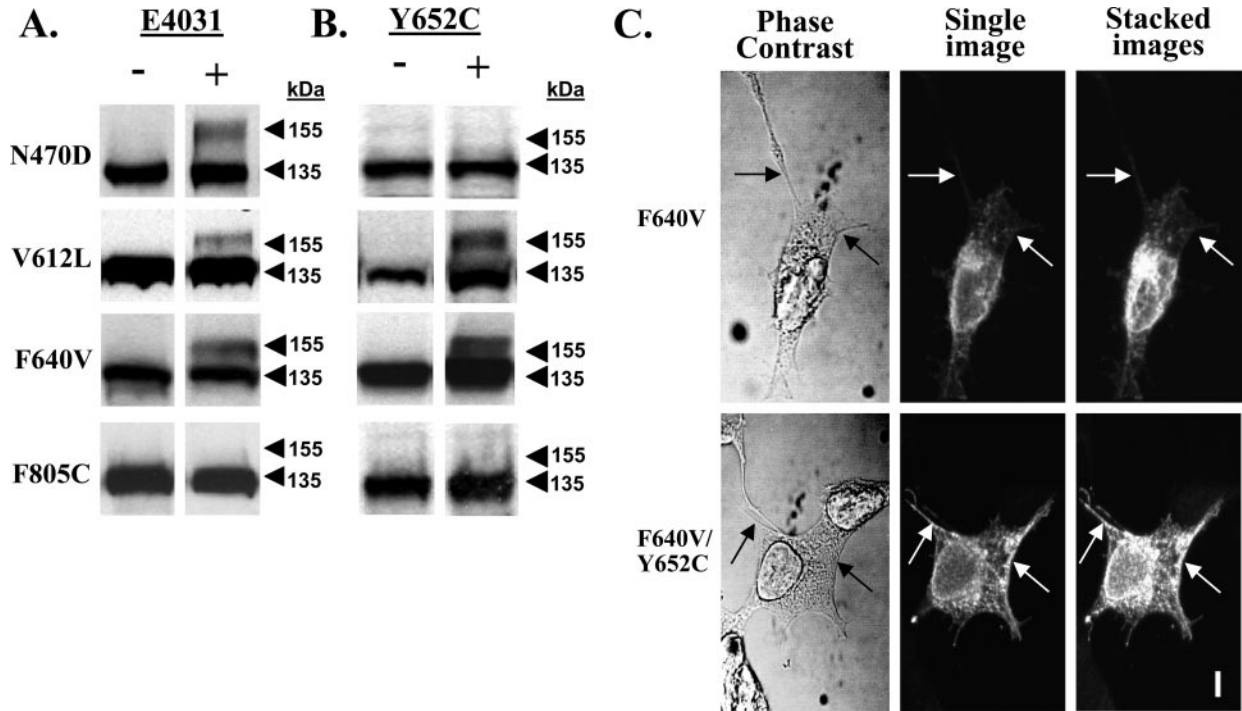 A. E4031
- +
kDa
N470D
155
135
V612L
155
135
F640V
155
135
F805C
155
135
B. Y652C
- +
kDa
155
135
155
135
155
135
155
135
C. Phase Contrast
Single image
Stacked images
F640V
F640V/
Y652C